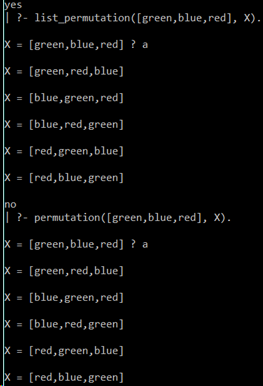 yes
| ?- list_permutation([green,blue,red], X).
X = [green,blue,red] ? a
X = [green,red,blue]
X = [blue,green,red]
X = [blue,red,green]
X = [red,green,blue]
X = [red,blue,green]
no
| ?- permutation([green,blue,red], X).
X = [green,blue,red] ? a
X = [green,red,blue]
X = [blue,green,red]
X = [blue,red,green]
X = [red,green,blue]
X = [red,blue,green]